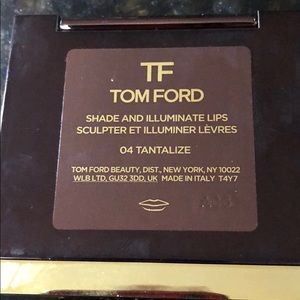 TF
TOM FORD
SHADE AND ILLUMINATE LIPS
SCULPTER ET ILLUMINER LÈVRES
04 TANTALIZE
TOM FORD BEAUTY, DIST., NEW YORK, NY 10022
WLB LTD, GU32 3DD, UK MADE IN ITALY T4Y7